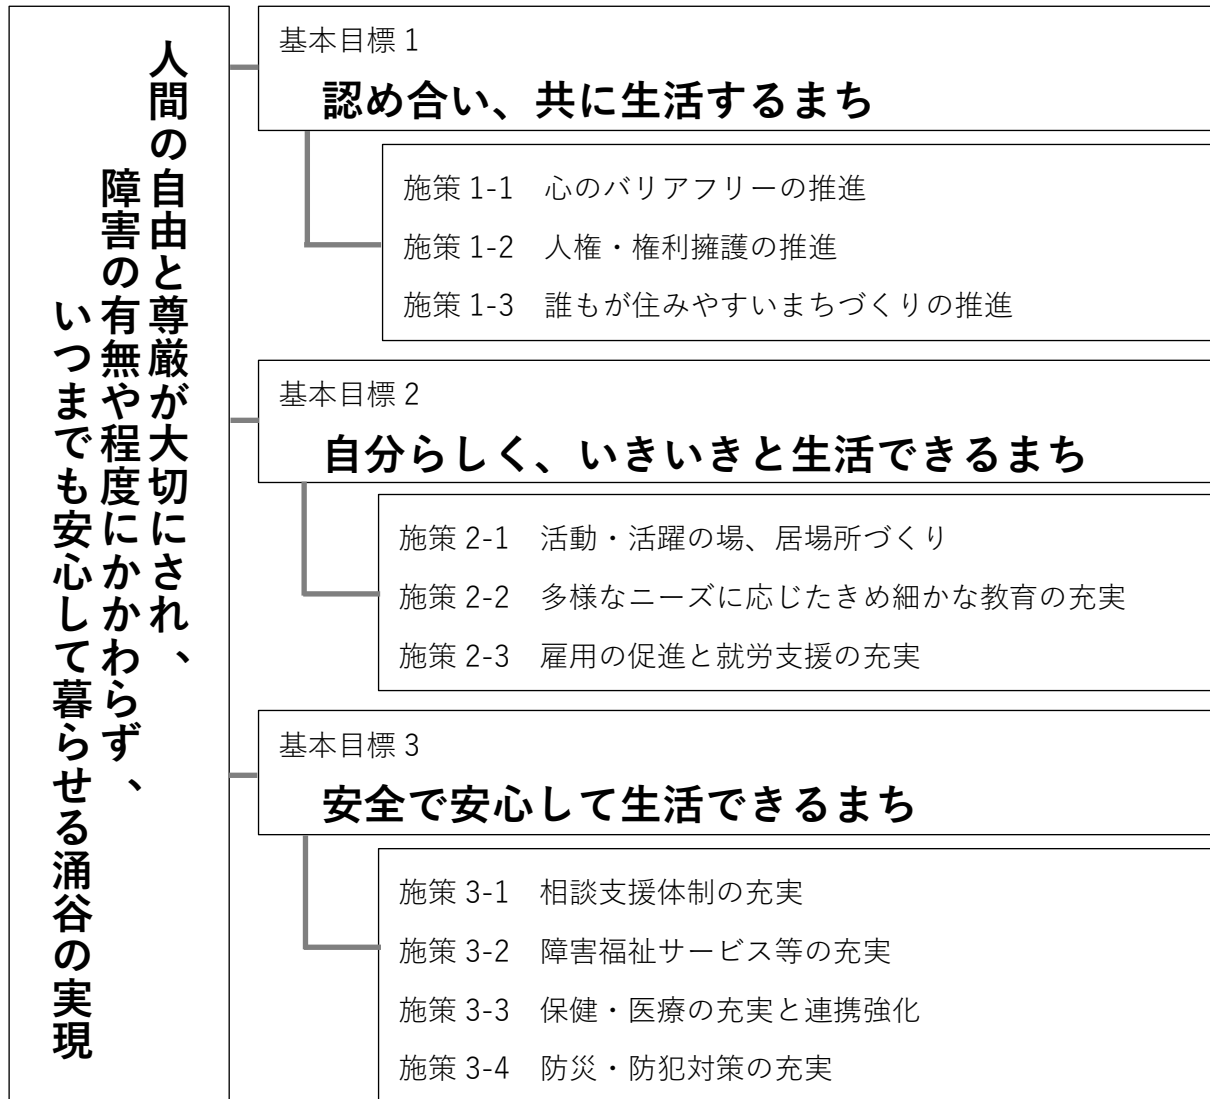 人間の自由と尊厳が大切にされ、
障害の有無や程度にかかわらず、
いつまでも安心して暮らせる涌谷の実現
基本目標 1
認め合い、共に生活するまち
施策 1-1 心のバリアフリーの推進
施策 1-2 人権・権利擁護の推進
施策 1-3 誰もが住みやすいまちづくりの推進
基本目標 2
自分らしく、いきいきと生活できるまち
施策 2-1 活動・活躍の場、居場所づくり
施策 2-2 多様なニーズに応じたきめ細かな教育の充実
施策 2-3 雇用の促進と就労支援の充実
基本目標 3
安全で安心して生活できるまち
施策 3-1 相談支援体制の充実
施策 3-2 障害福祉サービス等の充実
施策 3-3 保健・医療の充実と連携強化
施策 3-4 防災・防犯対策の充実